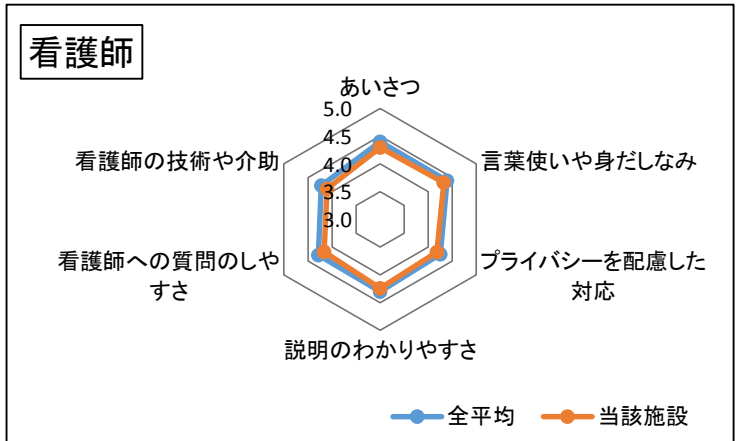 看護師
あいさつ
5.0
4.5
4.0
3.5
3.0
言葉使いや身だしなみ
プライバシーを配慮した
対応
説明のわかりやすさ
看護師への質問のしや
すさ
看護師の技術や介助
全平均
当該施設